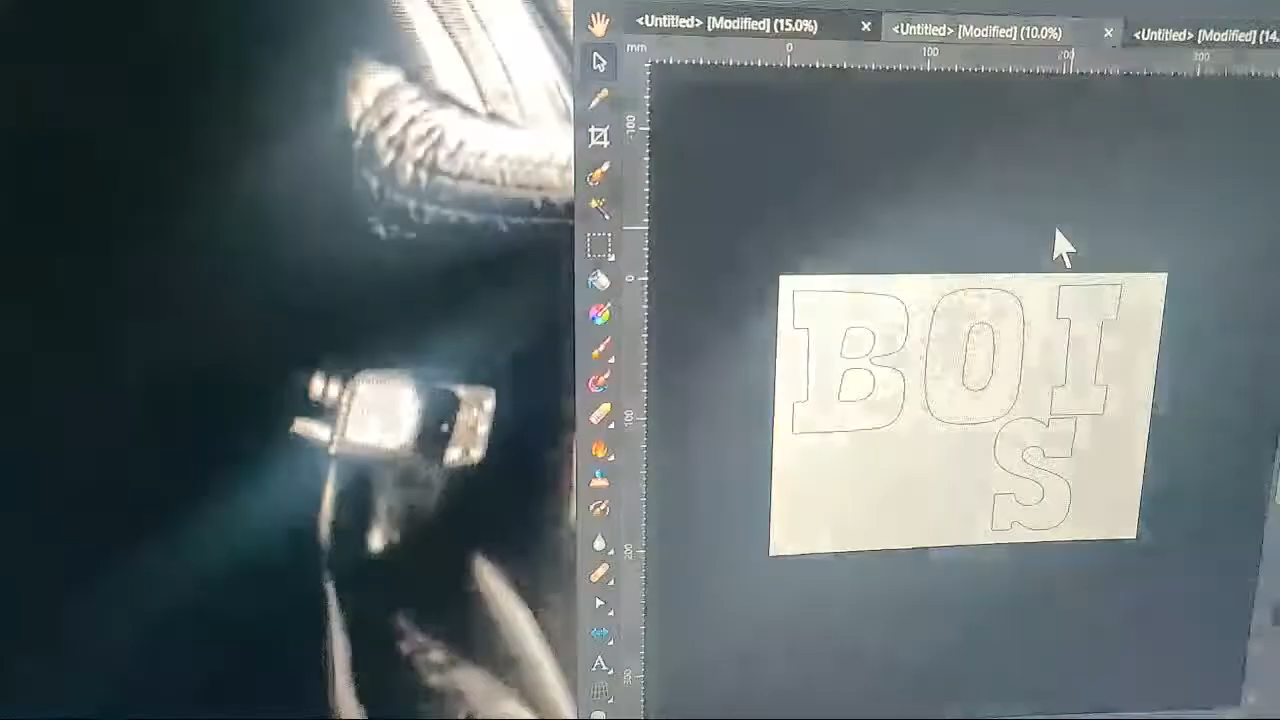 <Untitled> [Modified] (15.0%)
<Untitled> [Modified] (10.0%)
<Untitled> [Modified] (14.
mm
0
100
200
300
-100
0
100
200
300
BOI
S
A